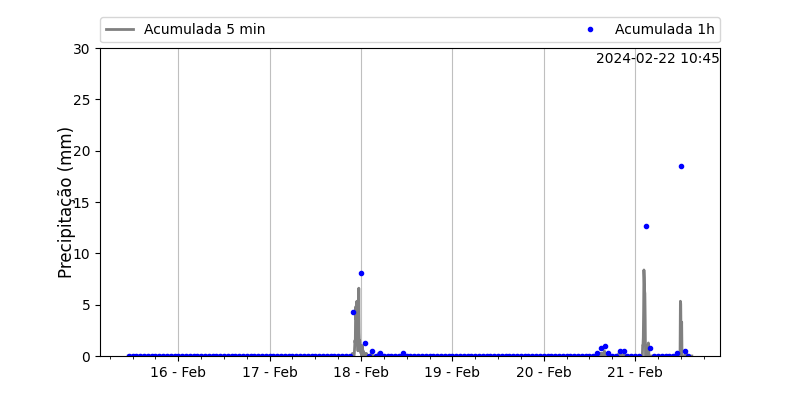 Acumulada 5 min
Acumulada 1h
2024-02-22 10:45
Precipitação (mm)
30
25
20
15
10
5
0
16 - Feb
17 - Feb
18 - Feb
19 - Feb
20 - Feb
21 - Feb